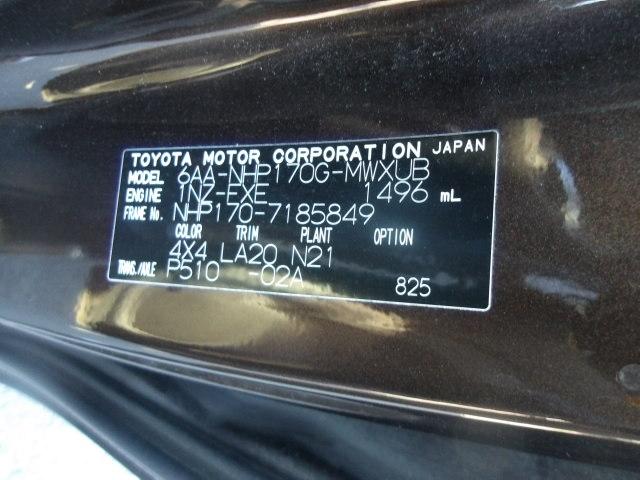 TOYOTA MOTOR CORPORATION JAPAN
MODEL 6AA-NHP170G-MWXUB
ENGINE 1NZ-EXE 1496 mL
FRAME No. NHP170-7185849
COLOR TRIM PLANT OPTION
4X4 LA20 N21
TRANS./AXLE P510 -02A 825